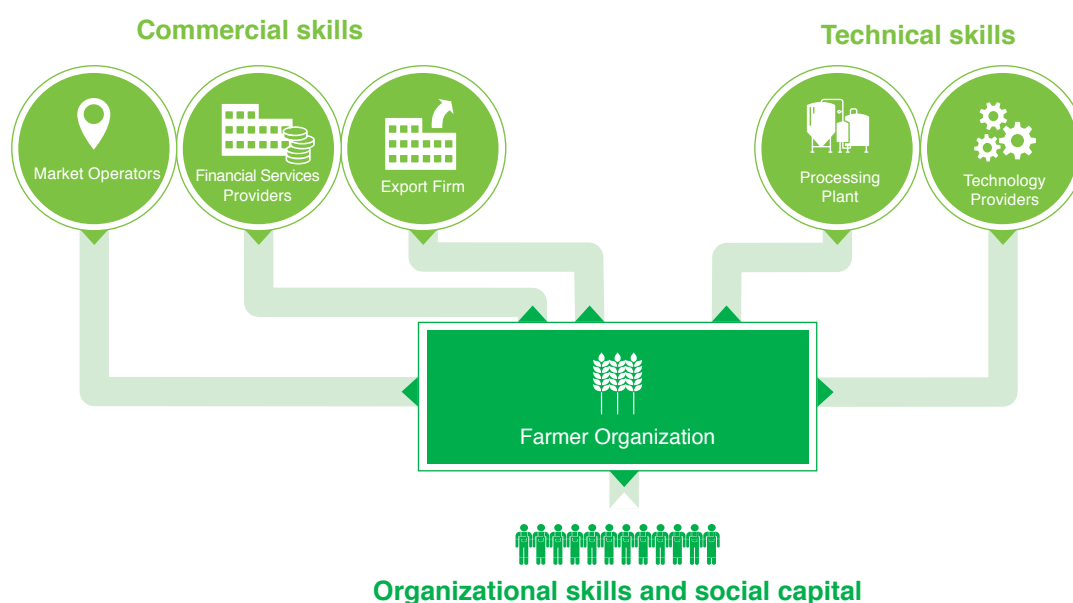 Commercial skills
Technical skills
Market Operators
Financial Services
Providers
Export Firm
Processing
Plant
Technology
Providers
Farmer Organization
Organizational skills and social capital